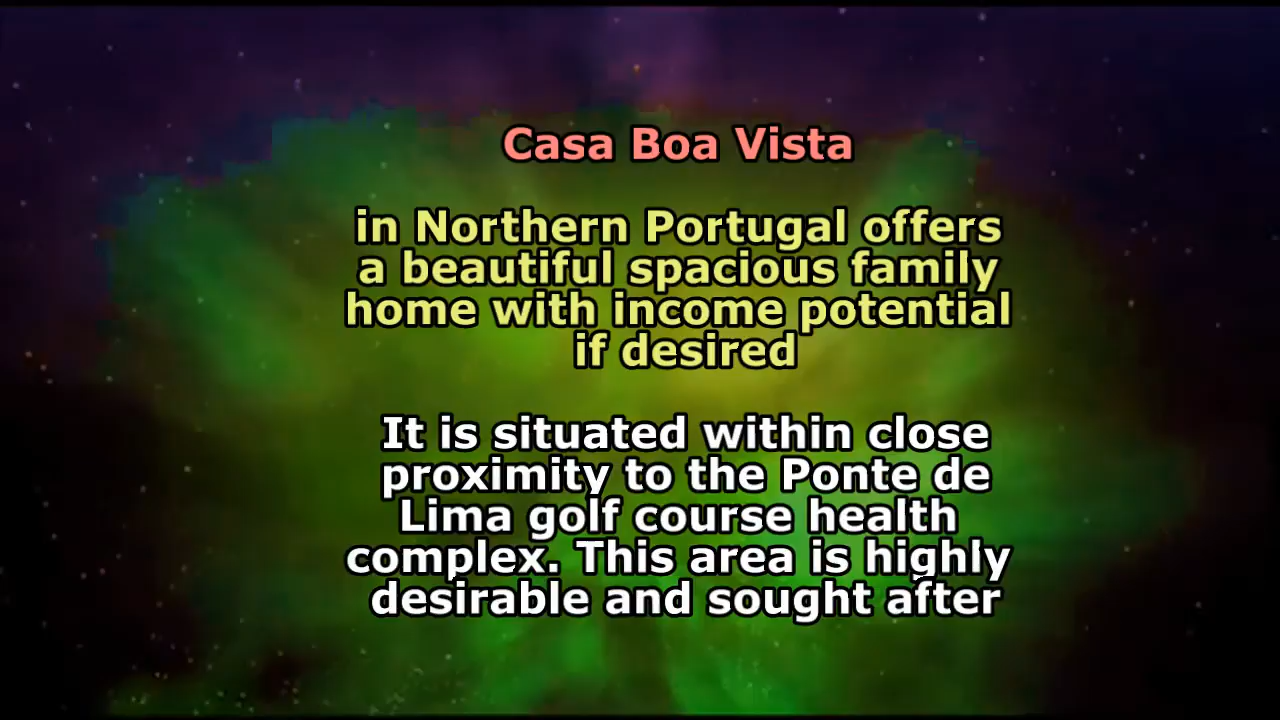 Casa Boa Vista
in Northern Portugal offers
a beautiful spacious family
home with income potential
if desired
It is situated within close
proximity to the Ponte de
Lima golf course health
complex. This area is highly
desirable and sought after